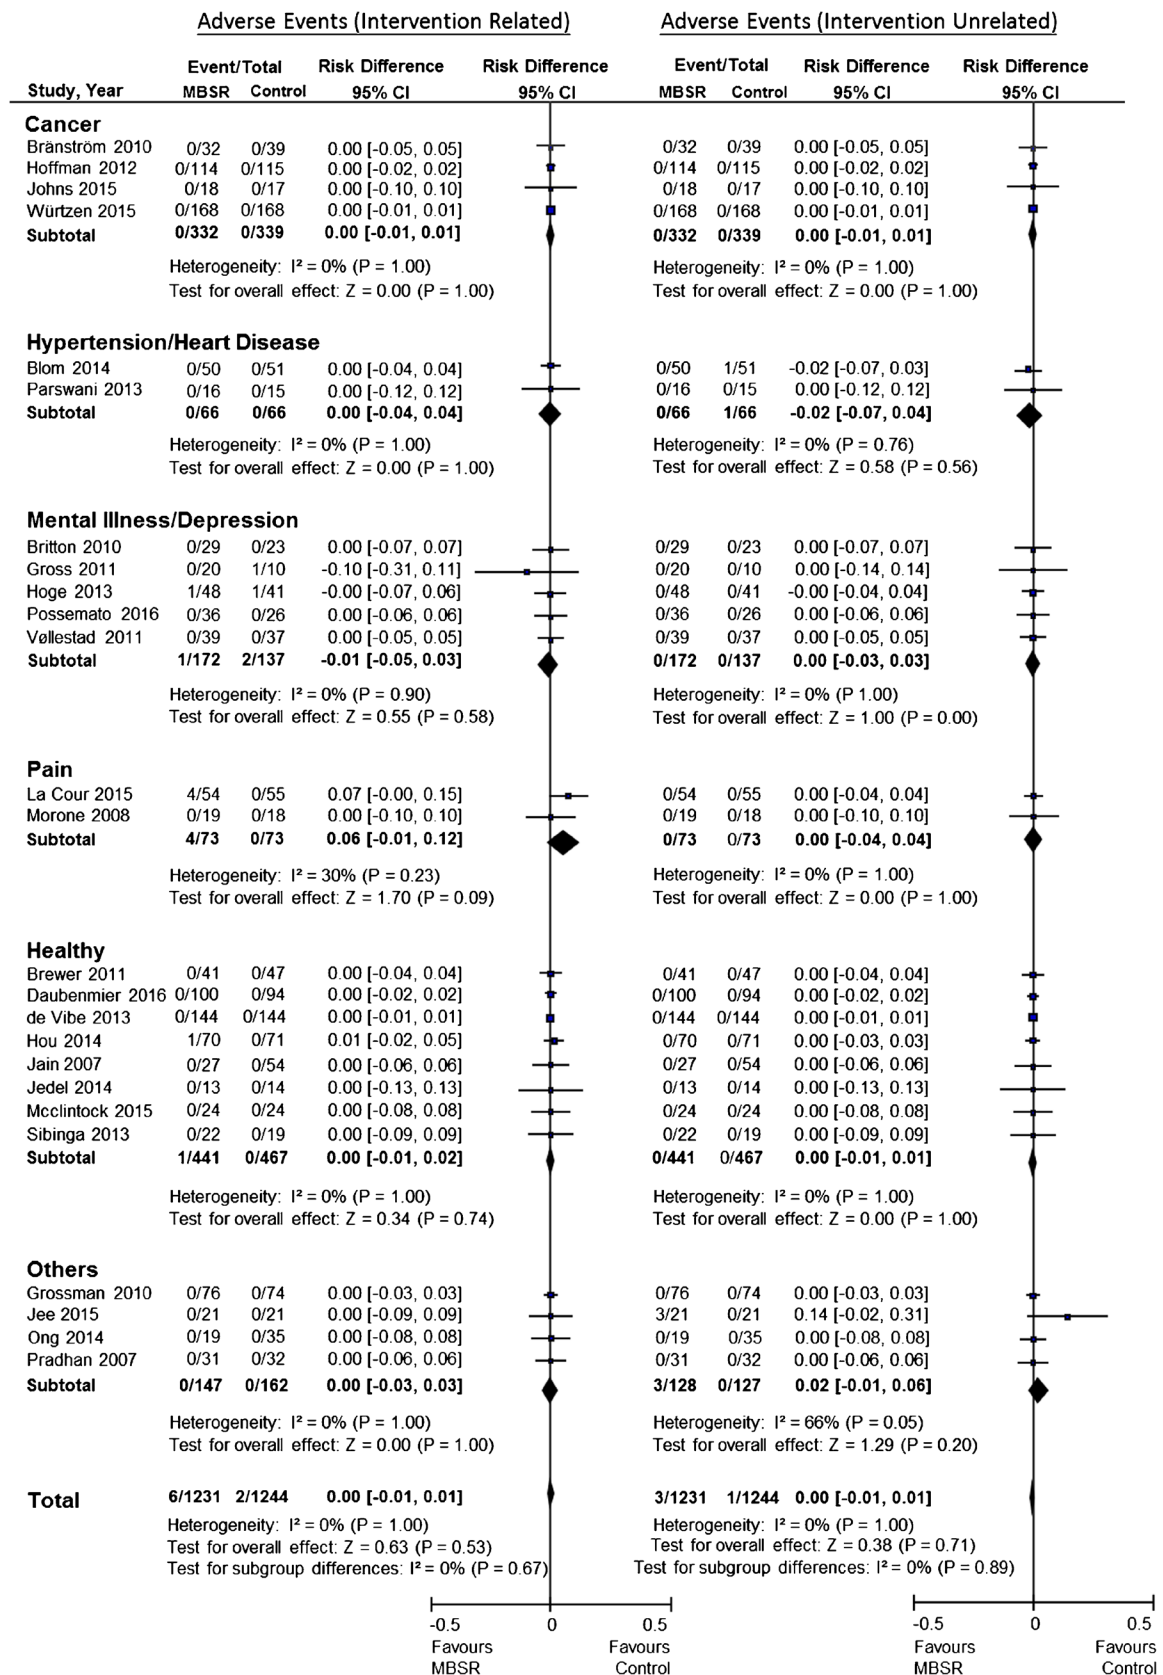 Adverse Events (Intervention Related) Adverse Events (Intervention Unrelated)
Event/Total Risk Difference Risk Difference Event/Total Risk Difference Risk Difference
Study, Year MBSR Control 95% CI 95% CI MBSR Control 95% CI 95% CI
Cancer
Bränström 2010 0/32 0/39 0.00 [-0.05, 0.05] 0/32 0/39 0.00 [-0.05, 0.05]
Hoffman 2012 0/114 0/115 0.00 [-0.02, 0.02] 0/114 0/115 0.00 [-0.02, 0.02]
Johns 2015 0/18 0/17 0.00 [-0.10, 0.10] 0/18 0/17 0.00 [-0.10, 0.10]
Würtzen 2015 0/168 0/168 0.00 [-0.01, 0.01] 0/168 0/168 0.00 [-0.01, 0.01]
Subtotal 0/332 0/339 0.00 [-0.01, 0.01] 0/332 0/339 0.00 [-0.01, 0.01]
Heterogeneity: I² = 0% (P = 1.00) Heterogeneity: I² = 0% (P = 1.00)
Test for overall effect: Z = 0.00 (P = 1.00) Test for overall effect: Z = 0.00 (P = 1.00)
Hypertension/Heart Disease
Blom 2014 0/50 0/51 0.00 [-0.04, 0.04] 0/50 1/51 -0.02 [-0.07, 0.03]
Parswani 2013 0/16 0/15 0.00 [-0.12, 0.12] 0/16 0/15 0.00 [-0.12, 0.12]
Subtotal 0/66 0/66 0.00 [-0.04, 0.04] 0/66 1/66 -0.02 [-0.07, 0.04]
Heterogeneity: I² = 0% (P = 1.00) Heterogeneity: I² = 0% (P = 0.76)
Test for overall effect: Z = 0.00 (P = 1.00) Test for overall effect: Z = 0.58 (P = 0.56)
Mental Illness/Depression
Britton 2010 0/29 0/23 0.00 [-0.07, 0.07] 0/29 0/23 0.00 [-0.07, 0.07]
Gross 2011 0/20 1/10 -0.10 [-0.31, 0.11] 0/20 0/10 0.00 [-0.14, 0.14]
Hoge 2013 1/48 1/41 -0.00 [-0.07, 0.06] 0/48 0/41 -0.00 [-0.04, 0.04]
Possemato 2016 0/36 0/26 0.00 [-0.06, 0.06] 0/36 0/26 0.00 [-0.06, 0.06]
Vøllestad 2011 0/39 0/37 0.00 [-0.05, 0.05] 0/39 0/37 0.00 [-0.05, 0.05]
Subtotal 1/172 2/137 -0.01 [-0.05, 0.03] 0/172 0/137 0.00 [-0.03, 0.03]
Heterogeneity: I² = 0% (P = 0.90) Heterogeneity: I² = 0% (P 1.00)
Test for overall effect: Z = 0.55 (P = 0.58) Test for overall effect: Z = 1.00 (P = 0.00)
Pain
La Cour 2015 4/54 0/55 0.07 [-0.00, 0.15] 0/54 0/55 0.00 [-0.04, 0.04]
Morone 2008 0/19 0/18 0.00 [-0.10, 0.10] 0/19 0/18 0.00 [-0.10, 0.10]
Subtotal 4/73 0/73 0.06 [-0.01, 0.12] 0/73 0/73 0.00 [-0.04, 0.04]
Heterogeneity: I² = 30% (P = 0.23) Heterogeneity: I² = 0% (P = 1.00)
Test for overall effect: Z = 1.70 (P = 0.09) Test for overall effect: Z = 0.00 (P = 1.00)
Healthy
Brewer 2011 0/41 0/47 0.00 [-0.04, 0.04] 0/41 0/47 0.00 [-0.04, 0.04]
Daubenmier 2016 0/100 0/94 0.00 [-0.02, 0.02] 0/100 0/94 0.00 [-0.02, 0.02]
de Vibe 2013 0/144 0/144 0.00 [-0.01, 0.01] 0/144 0/144 0.00 [-0.01, 0.01]
Hou 2014 1/70 0/71 0.01 [-0.02, 0.05] 0/70 0/71 0.00 [-0.03, 0.03]
Jain 2007 0/27 0/54 0.00 [-0.06, 0.06] 0/27 0/54 0.00 [-0.06, 0.06]
Jedel 2014 0/13 0/14 0.00 [-0.13, 0.13] 0/13 0/14 0.00 [-0.13, 0.13]
Mcclintock 2015 0/24 0/24 0.00 [-0.08, 0.08] 0/24 0/24 0.00 [-0.08, 0.08]
Sibinga 2013 0/22 0/19 0.00 [-0.09, 0.09] 0/22 0/19 0.00 [-0.09, 0.09]
Subtotal 1/441 0/467 0.00 [-0.01, 0.02] 0/441 0/467 0.00 [-0.01, 0.01]
Heterogeneity: I² = 0% (P = 1.00) Heterogeneity: I² = 0% (P = 1.00)
Test for overall effect: Z = 0.34 (P = 0.74) Test for overall effect: Z = 0.00 (P = 1.00)
Others
Grossman 2010 0/76 0/74 0.00 [-0.03, 0.03] 0/76 0/74 0.00 [-0.03, 0.03]
Jee 2015 0/21 0/21 0.00 [-0.09, 0.09] 3/21 0/21 0.14 [-0.02, 0.31]
Ong 2014 0/19 0/35 0.00 [-0.08, 0.08] 0/19 0/35 0.00 [-0.08, 0.08]
Pradhan 2007 0/31 0/32 0.00 [-0.06, 0.06] 0/31 0/32 0.00 [-0.06, 0.06]
Subtotal 0/147 0/162 0.00 [-0.03, 0.03] 3/128 0/127 0.02 [-0.01, 0.06]
Heterogeneity: I² = 0% (P = 1.00) Heterogeneity: I² = 66% (P = 0.05)
Test for overall effect: Z = 0.00 (P = 1.00) Test for overall effect: Z = 1.29 (P = 0.20)
Total 6/1231 2/1244 0.00 [-0.01, 0.01] 3/1231 1/1244 0.00 [-0.01, 0.01]
Heterogeneity: I² = 0% (P = 1.00) Heterogeneity: I² = 0% (P = 1.00)
Test for overall effect: Z = 0.63 (P = 0.53) Test for overall effect: Z = 0.38 (P = 0.71)
Test for subgroup differences: I² = 0% (P = 0.67) Test for subgroup differences: I² = 0% (P = 0.89)
-0.5 0 0.5 -0.5 0 0.5
Favours Favours Favours Favours
MBSR Control MBSR Control